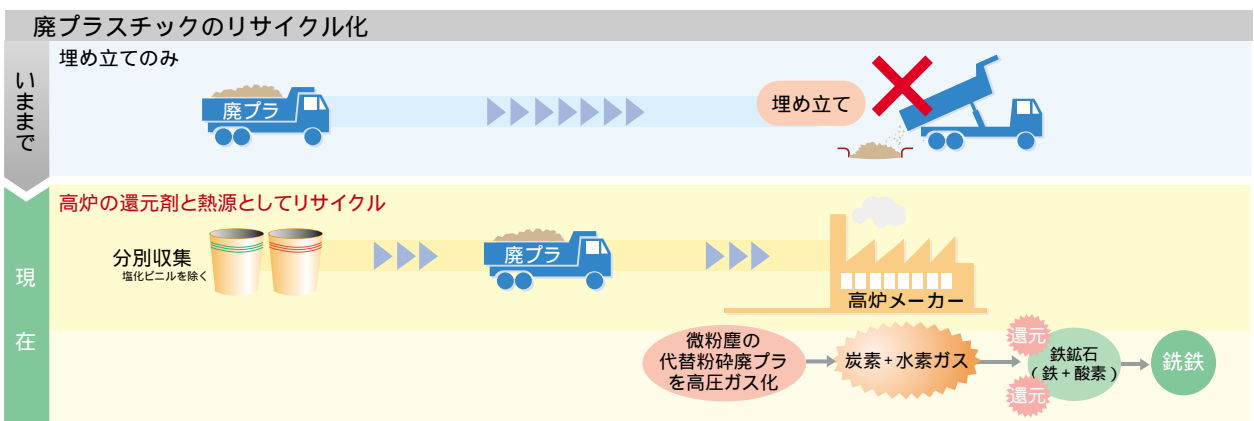 廃プラスチックのリサイクル化
いままで
埋め立てのみ
廃プラ
埋め立て
現在
高炉の還元剤と熱源としてリサイクル
分別収集
塩化ビニルを除く
廃プラ
高炉メーカー
微粉塵の
代替粉砕廃プラ
を高圧ガス化
炭素+水素ガス
還元
還元
鉄鉱石
(鉄+酸素)
銑鉄